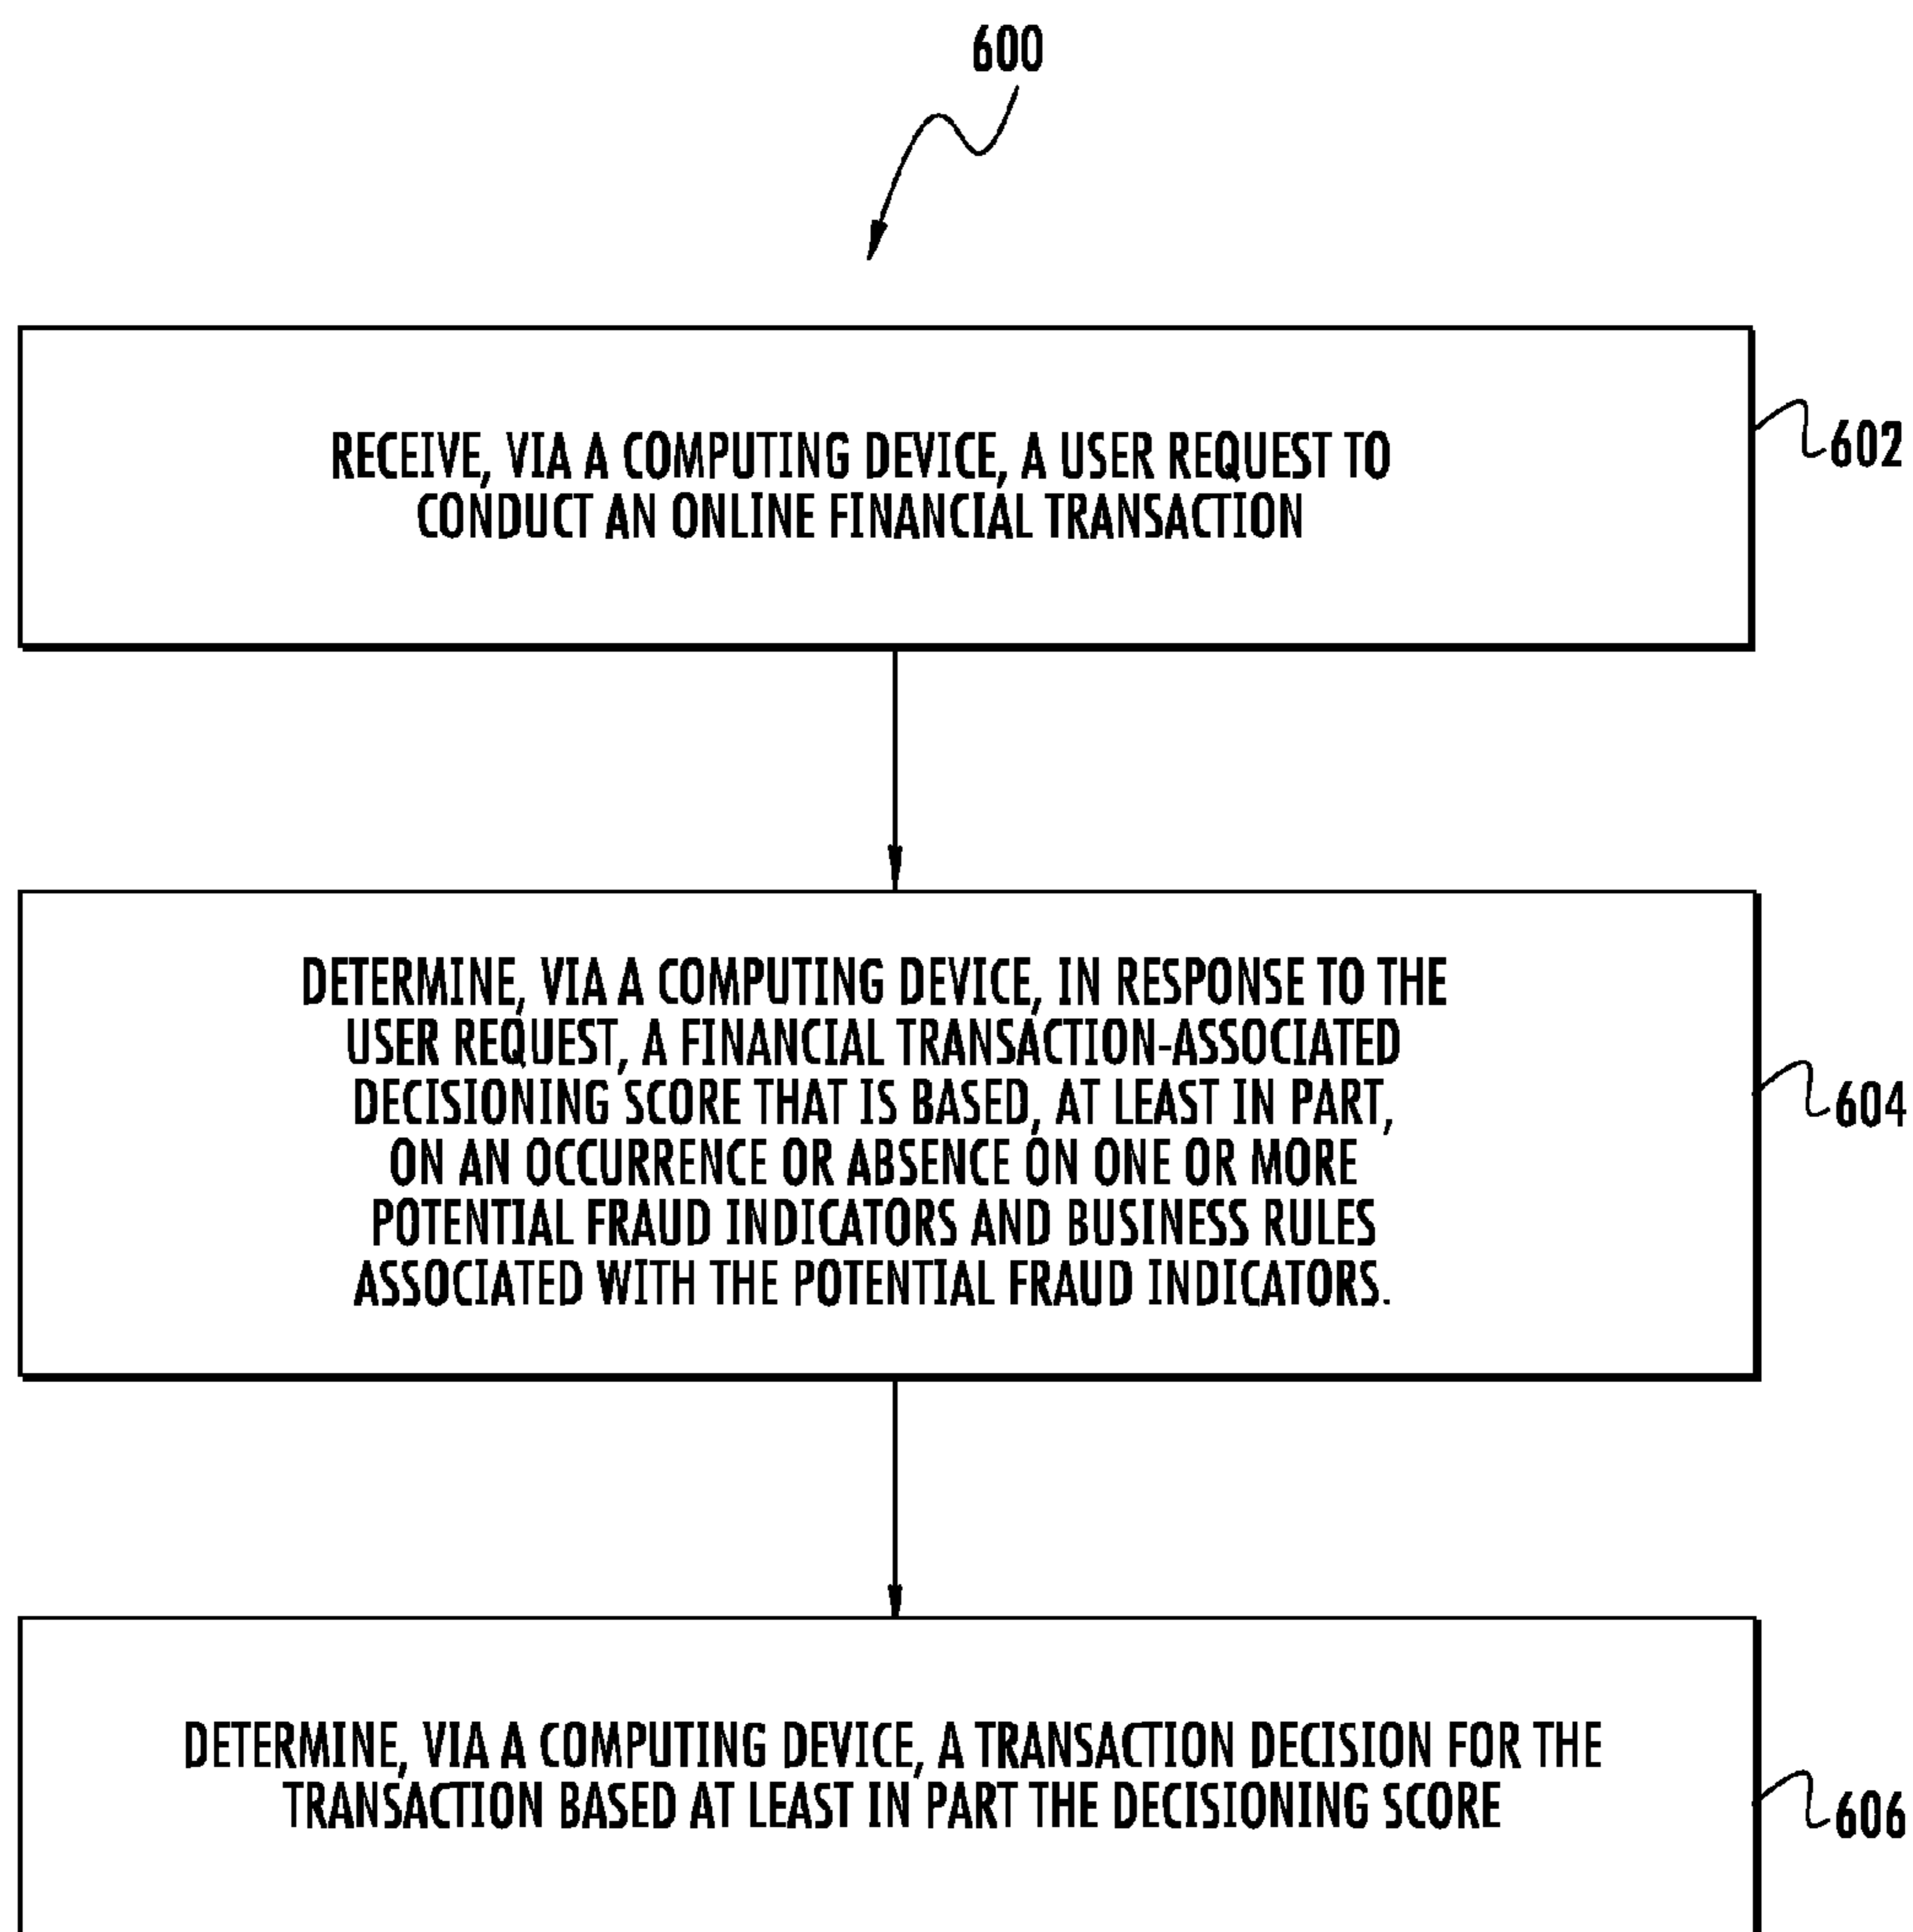 600
RECEIVE, VIA A COMPUTING DEVICE, A USER REQUEST TO
CONDUCT AN ONLINE FINANCIAL TRANSACTION
602
DETERMINE, VIA A COMPUTING DEVICE, IN RESPONSE TO THE
USER REQUEST, A FINANCIAL TRANSACTION-ASSOCIATED
DECISIONING SCORE THAT IS BASED, AT LEAST IN PART,
ON AN OCCURRENCE OR ABSENCE ON ONE OR MORE
POTENTIAL FRAUD INDICATORS AND BUSINESS RULES
ASSOCIATED WITH THE POTENTIAL FRAUD INDICATORS.
604
DETERMINE, VIA A COMPUTING DEVICE, A TRANSACTION DECISION FOR THE
TRANSACTION BASED AT LEAST IN PART THE DECISIONING SCORE
606